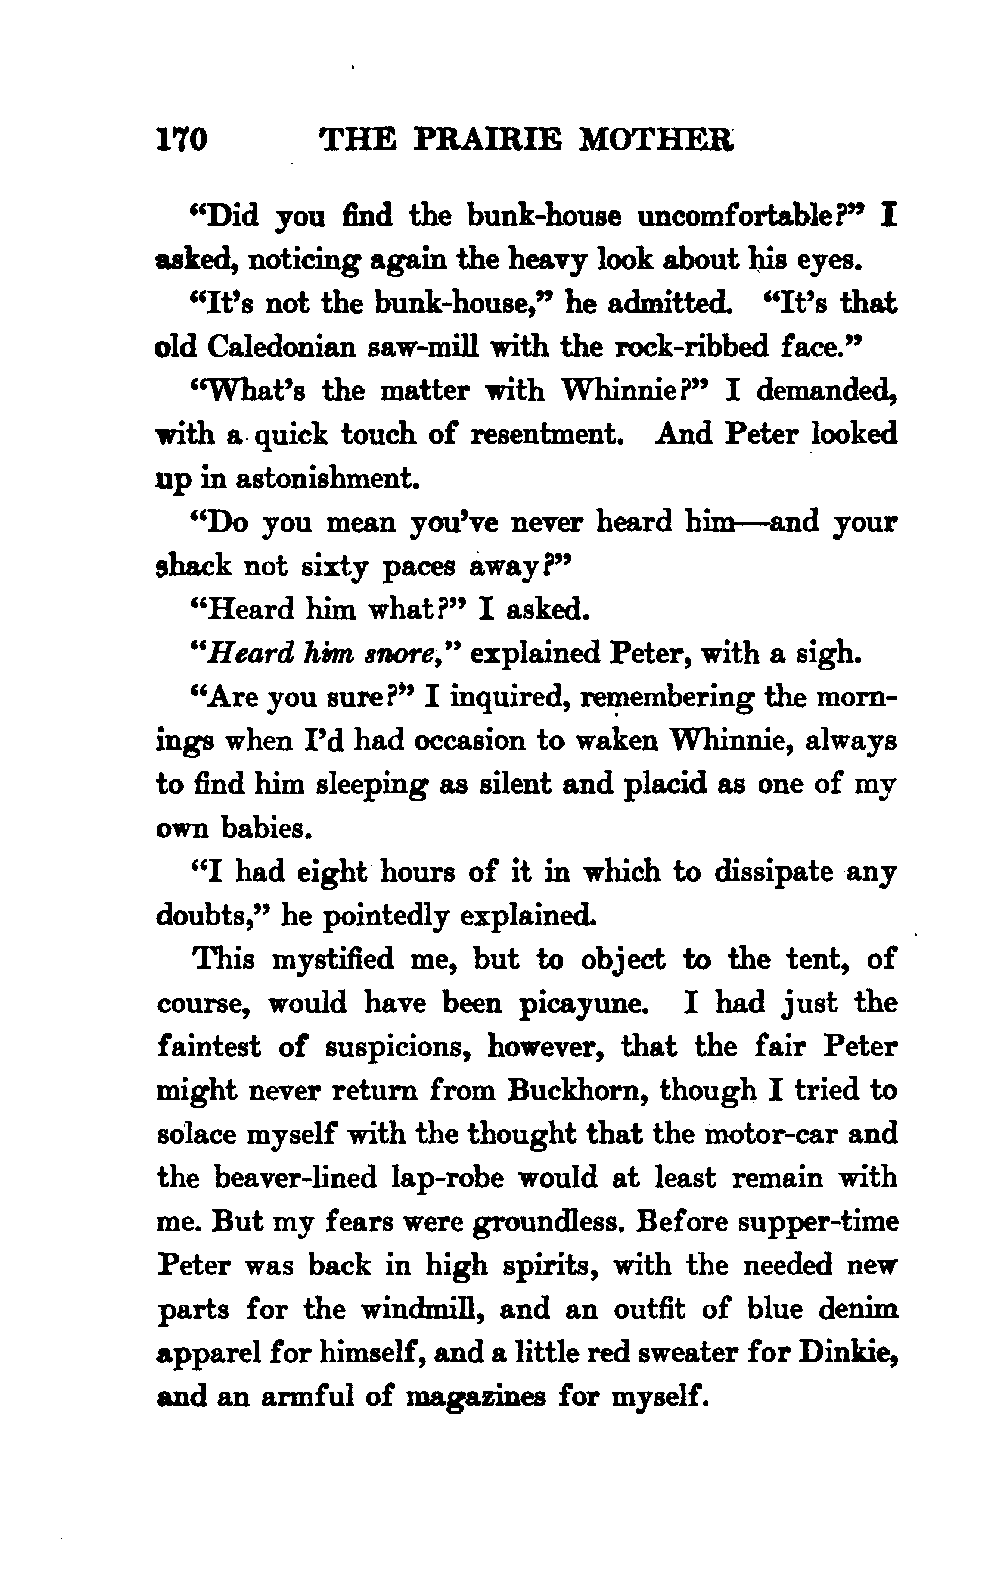 170 THE PRAIRIE MOTHER
“Did you find the bunk-house uncomfortable?” I
asked, noticing again the heavy look about his eyes.
“It’s not the bunk-house,” he admitted. “It’s that
old Caledonian saw-mill with the rock-ribbed face.”
“What’s the matter with Whinnie?” I demanded,
with a quick touch of resentment. And Peter looked
up in astonishment.
“Do you mean you’ve never heard him—and your
shack not sixty paces away?”
“Heard him what?” I asked.
“Heard him snore,” explained Peter, with a sigh.
“Are you sure?” I inquired, remembering the morn-
ings when I’d had occasion to waken Whinnie, always
to find him sleeping as silent and placid as one of my
own babies.
“I had eight hours of it in which to dissipate any
doubts,” he pointedly explained.
This mystified me, but to object to the tent, of
course, would have been picayune. I had just the
faintest of suspicions, however, that the fair Peter
might never return from Buckhorn, though I tried to
solace myself with the thought that the motor-car and
the beaver-lined lap-robe would at least remain with
me. But my fears were groundless. Before supper-time
Peter was back in high spirits, with the needed new
parts for the windmill, and an outfit of blue denim
apparel for himself, and a little red sweater for Dinkie,
and an armful of magazines for myself.